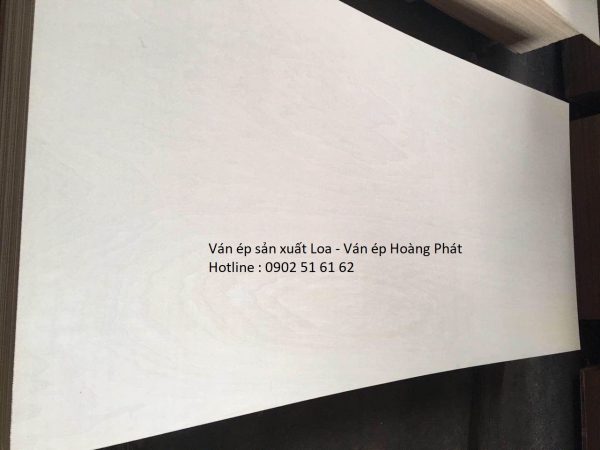 Ván ép sản xuất Loa - Ván ép Hoàng Phát
Hotline : 0902 51 61 62